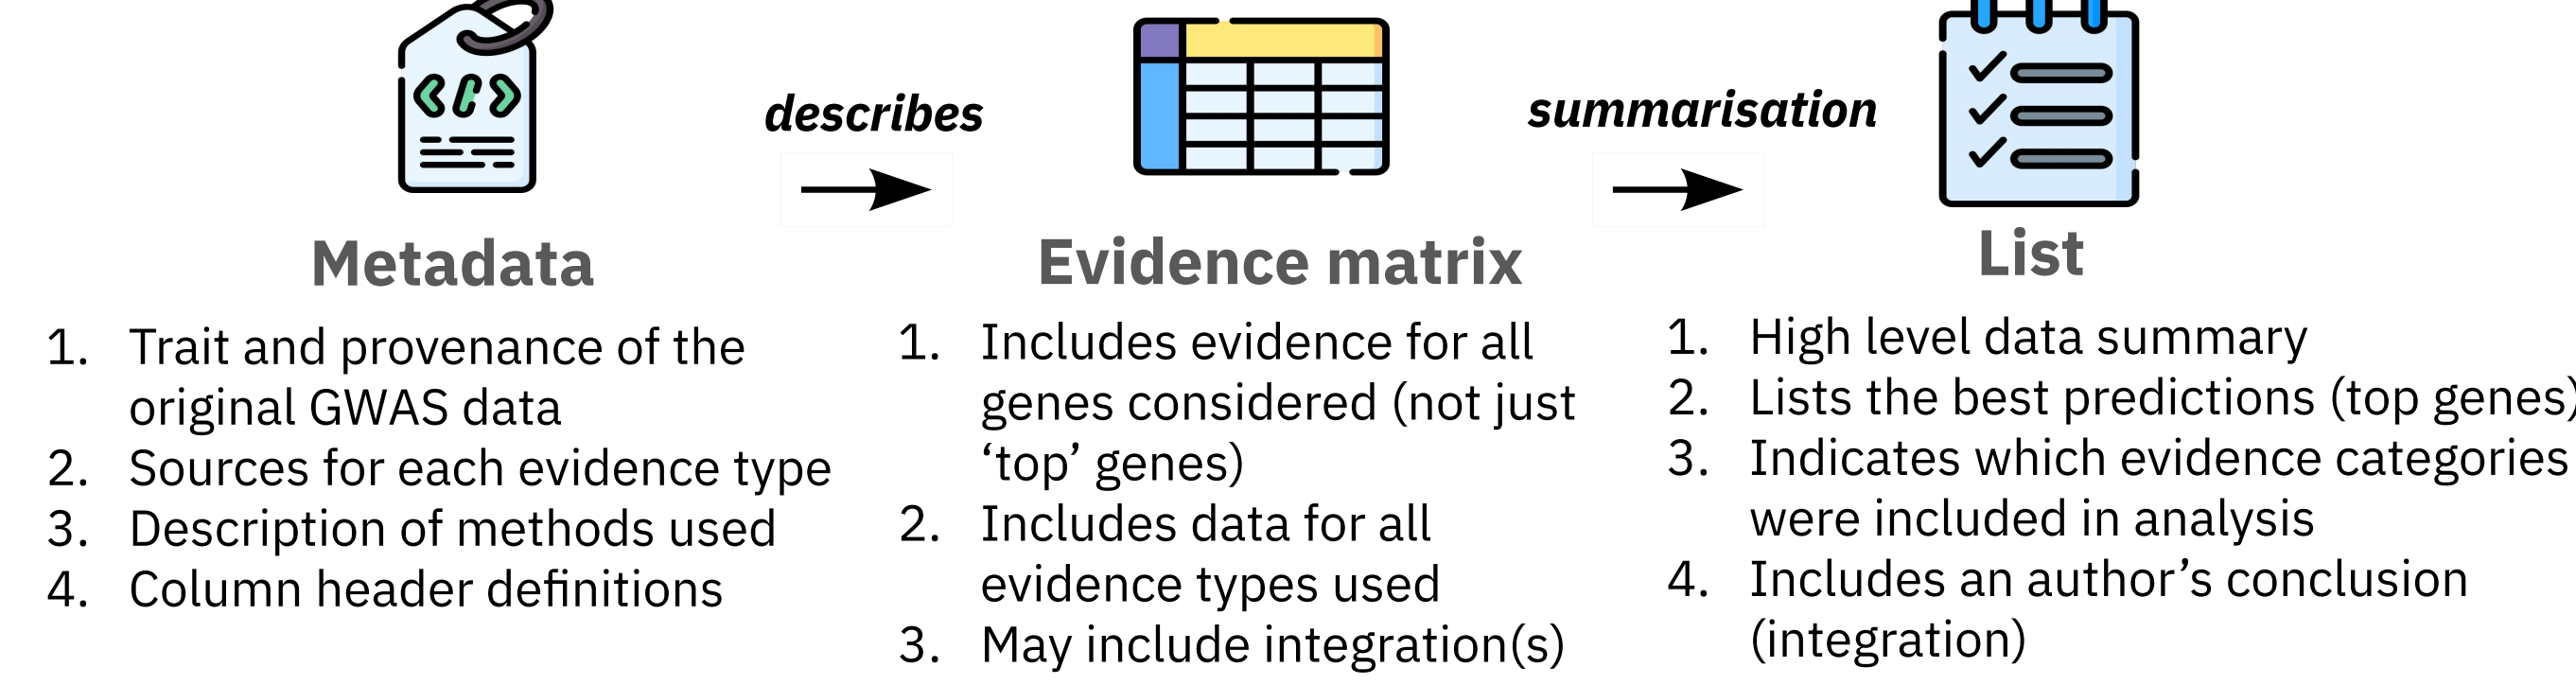 describes
summarisation
Metadata
1. Trait and provenance of the
original GWAS data
2. Sources for each evidence type
3. Description of methods used
4. Column header definitions
Evidence matrix
1. Includes evidence for all
genes considered (not just
‘top’ genes)
2. Includes data for all
evidence types used
3. May include integration(s)
List
1. High level data summary
2. Lists the best predictions (top genes)
3. Indicates which evidence categories
were included in analysis
4. Includes an author’s conclusion
(integration)